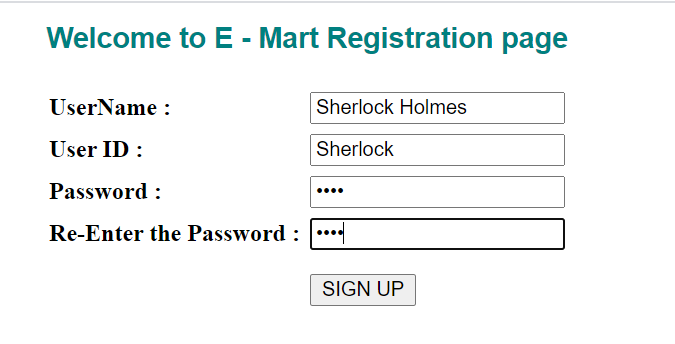 Welcome to E - Mart Registration page
UserName : Sherlock Holmes
User ID : Sherlock
Password : ••••
Re-Enter the Password : ••••
SIGN UP